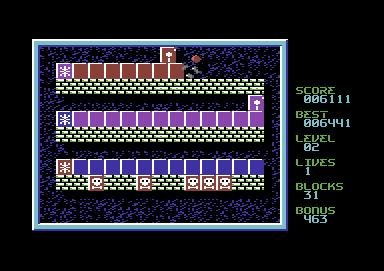 SCORE
006111
BEST
006441
LEVEL
02
LIVES
1
BLOCKS
31
BONUS
463